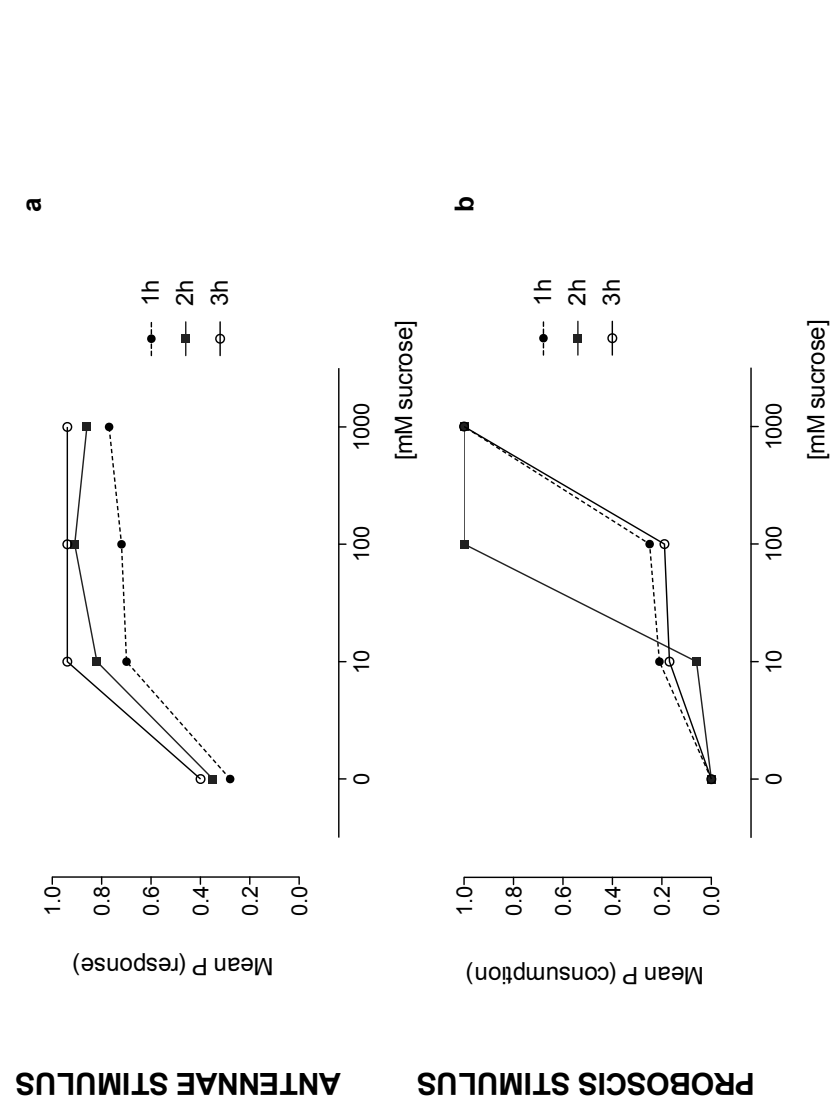 a
ANTENNAE STIMULUS
Mean P (response)
1.0
0.8
0.6
0.4
0.2
0.0
0
10
100
1000
[mM sucrose]
1h
2h
3h
b
PROBOSCIS STIMULUS
Mean P (consumption)
1.0
0.8
0.6
0.4
0.2
0.0
0
10
100
1000
[mM sucrose]
1h
2h
3h